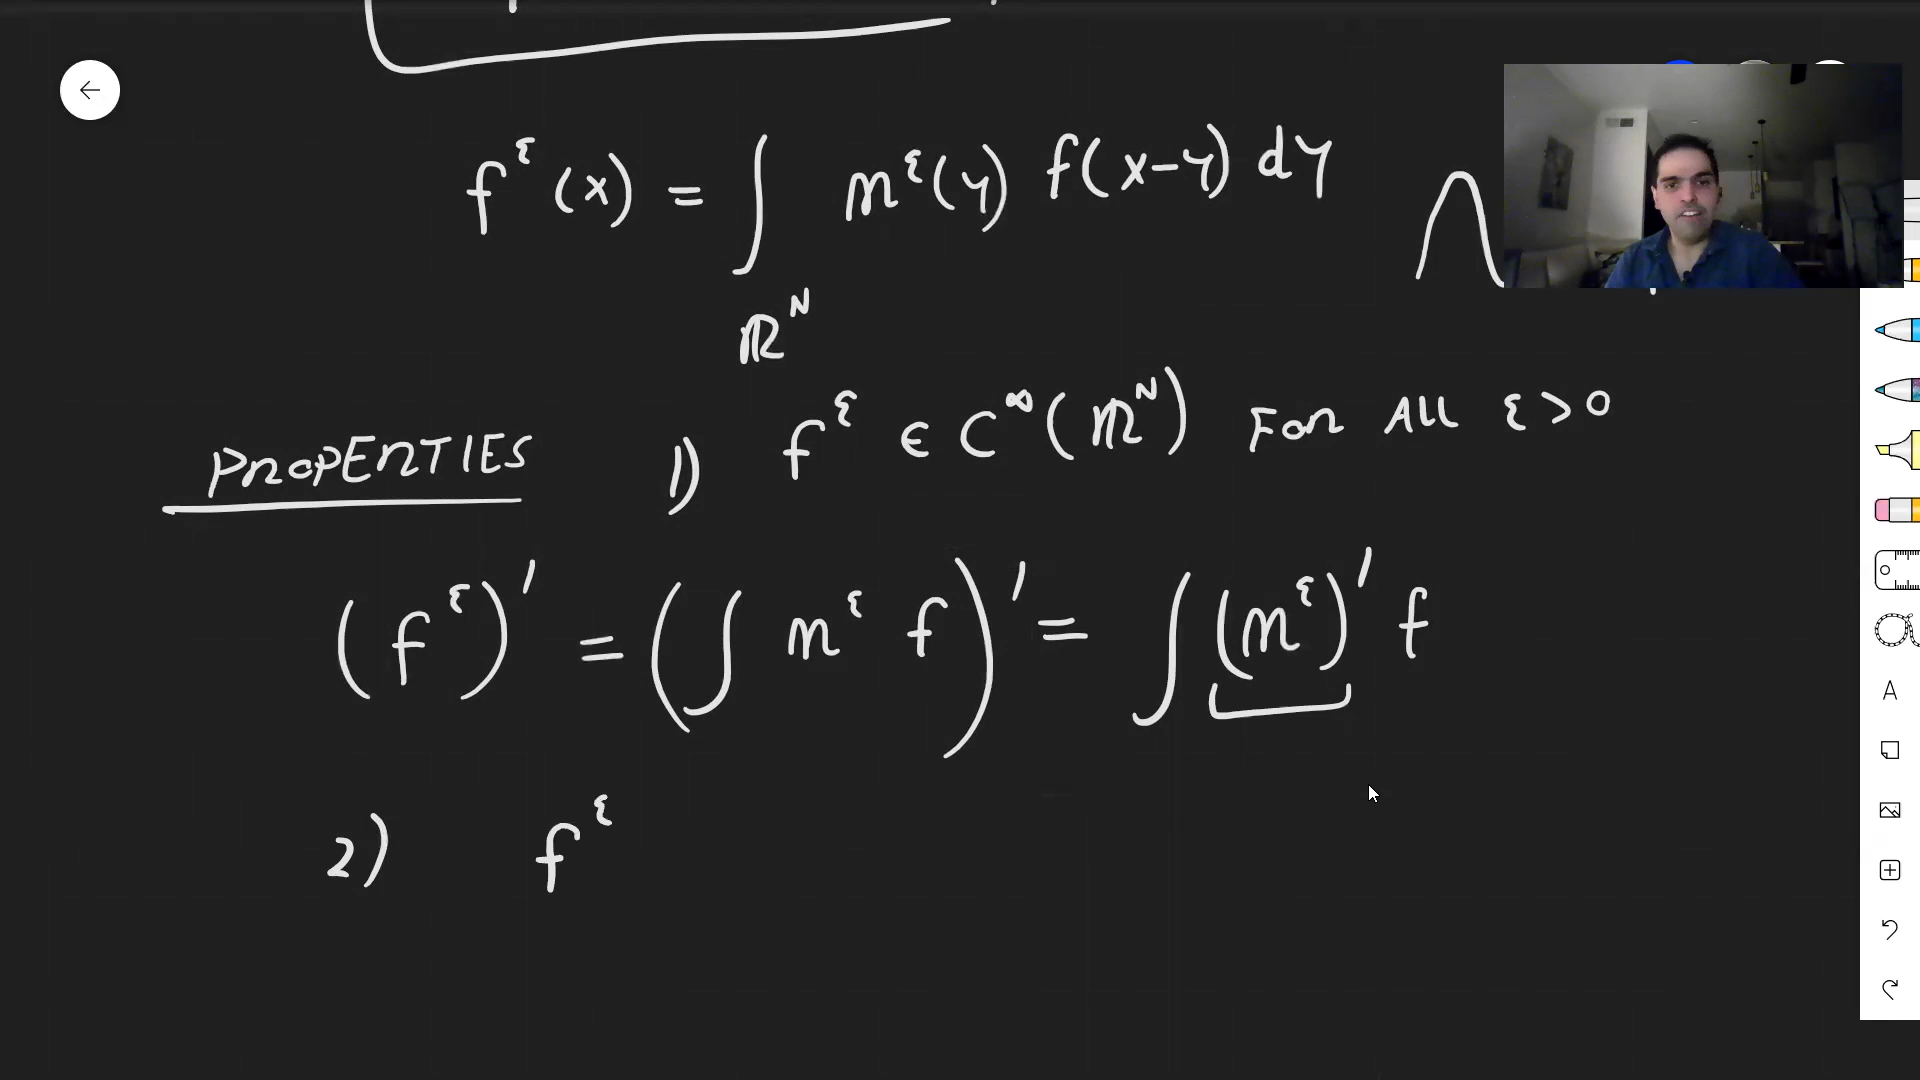 f^ε (x) = ∫_{ℝ^N} m^ε(y) f(x-y) dy
PROPERTIES 1) f^ε ∈ C^∞(ℝ^N) FOR ALL ε > 0
(f^ε)' = (∫ m^ε f)' = ∫ (m^ε)' f
2) f^ε
A